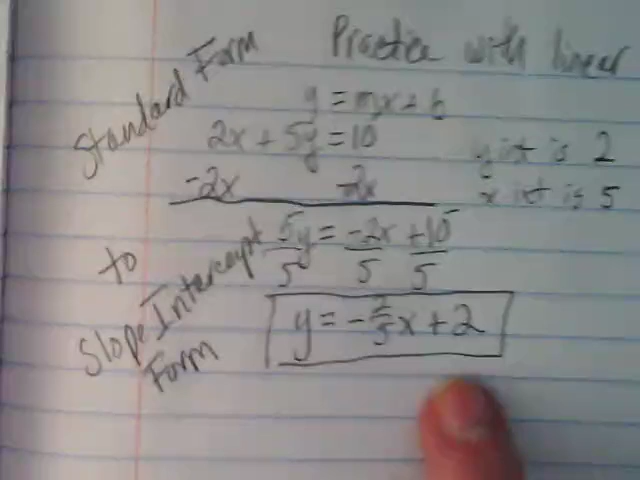 Practice with linear
Standard Form
to
Slope Intercept
Form
y = mx + b
2x + 5y = 10
-2x -2x
5y = -2x + 10
5 5 5
y = -2/5x + 2
y int is 2
x int is 5